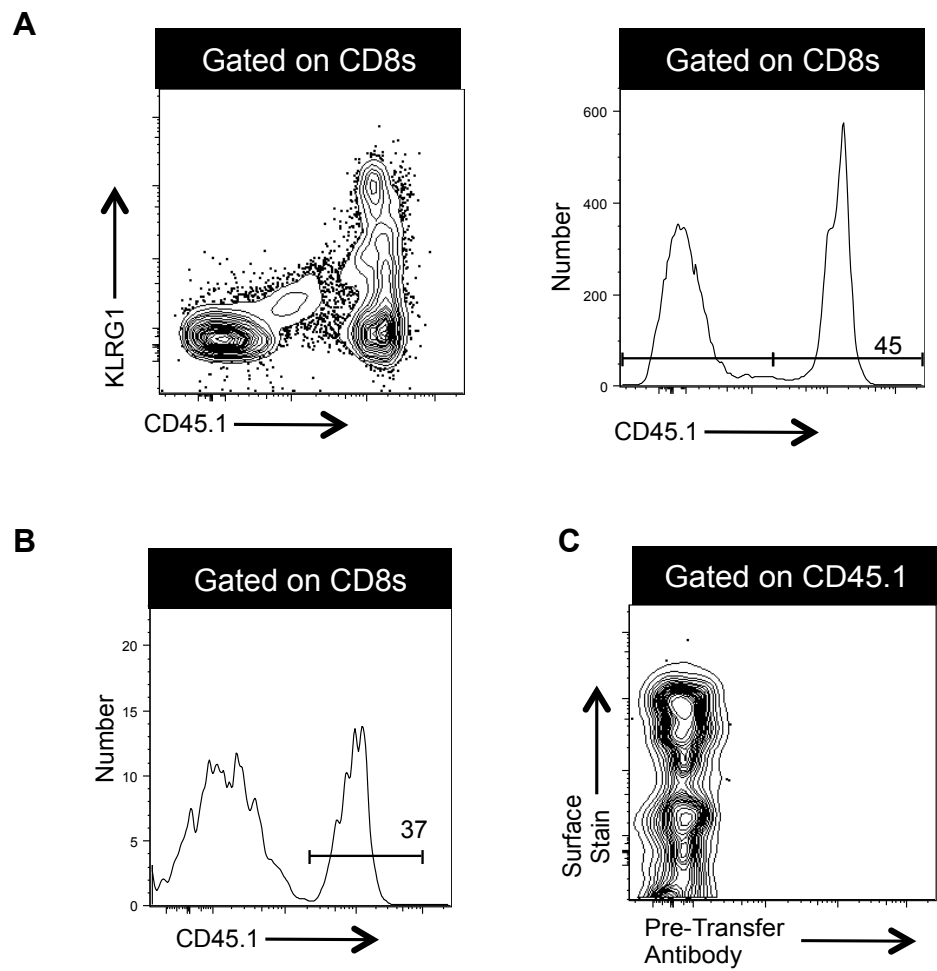 A
Gated on CD8s
KLRG1
CD45.1
Gated on CD8s
600
400
200
0
Number
45
CD45.1
B
Gated on CD8s
20
15
10
5
0
Number
37
CD45.1
C
Gated on CD45.1
Surface
Stain
Pre-Transfer
Antibody